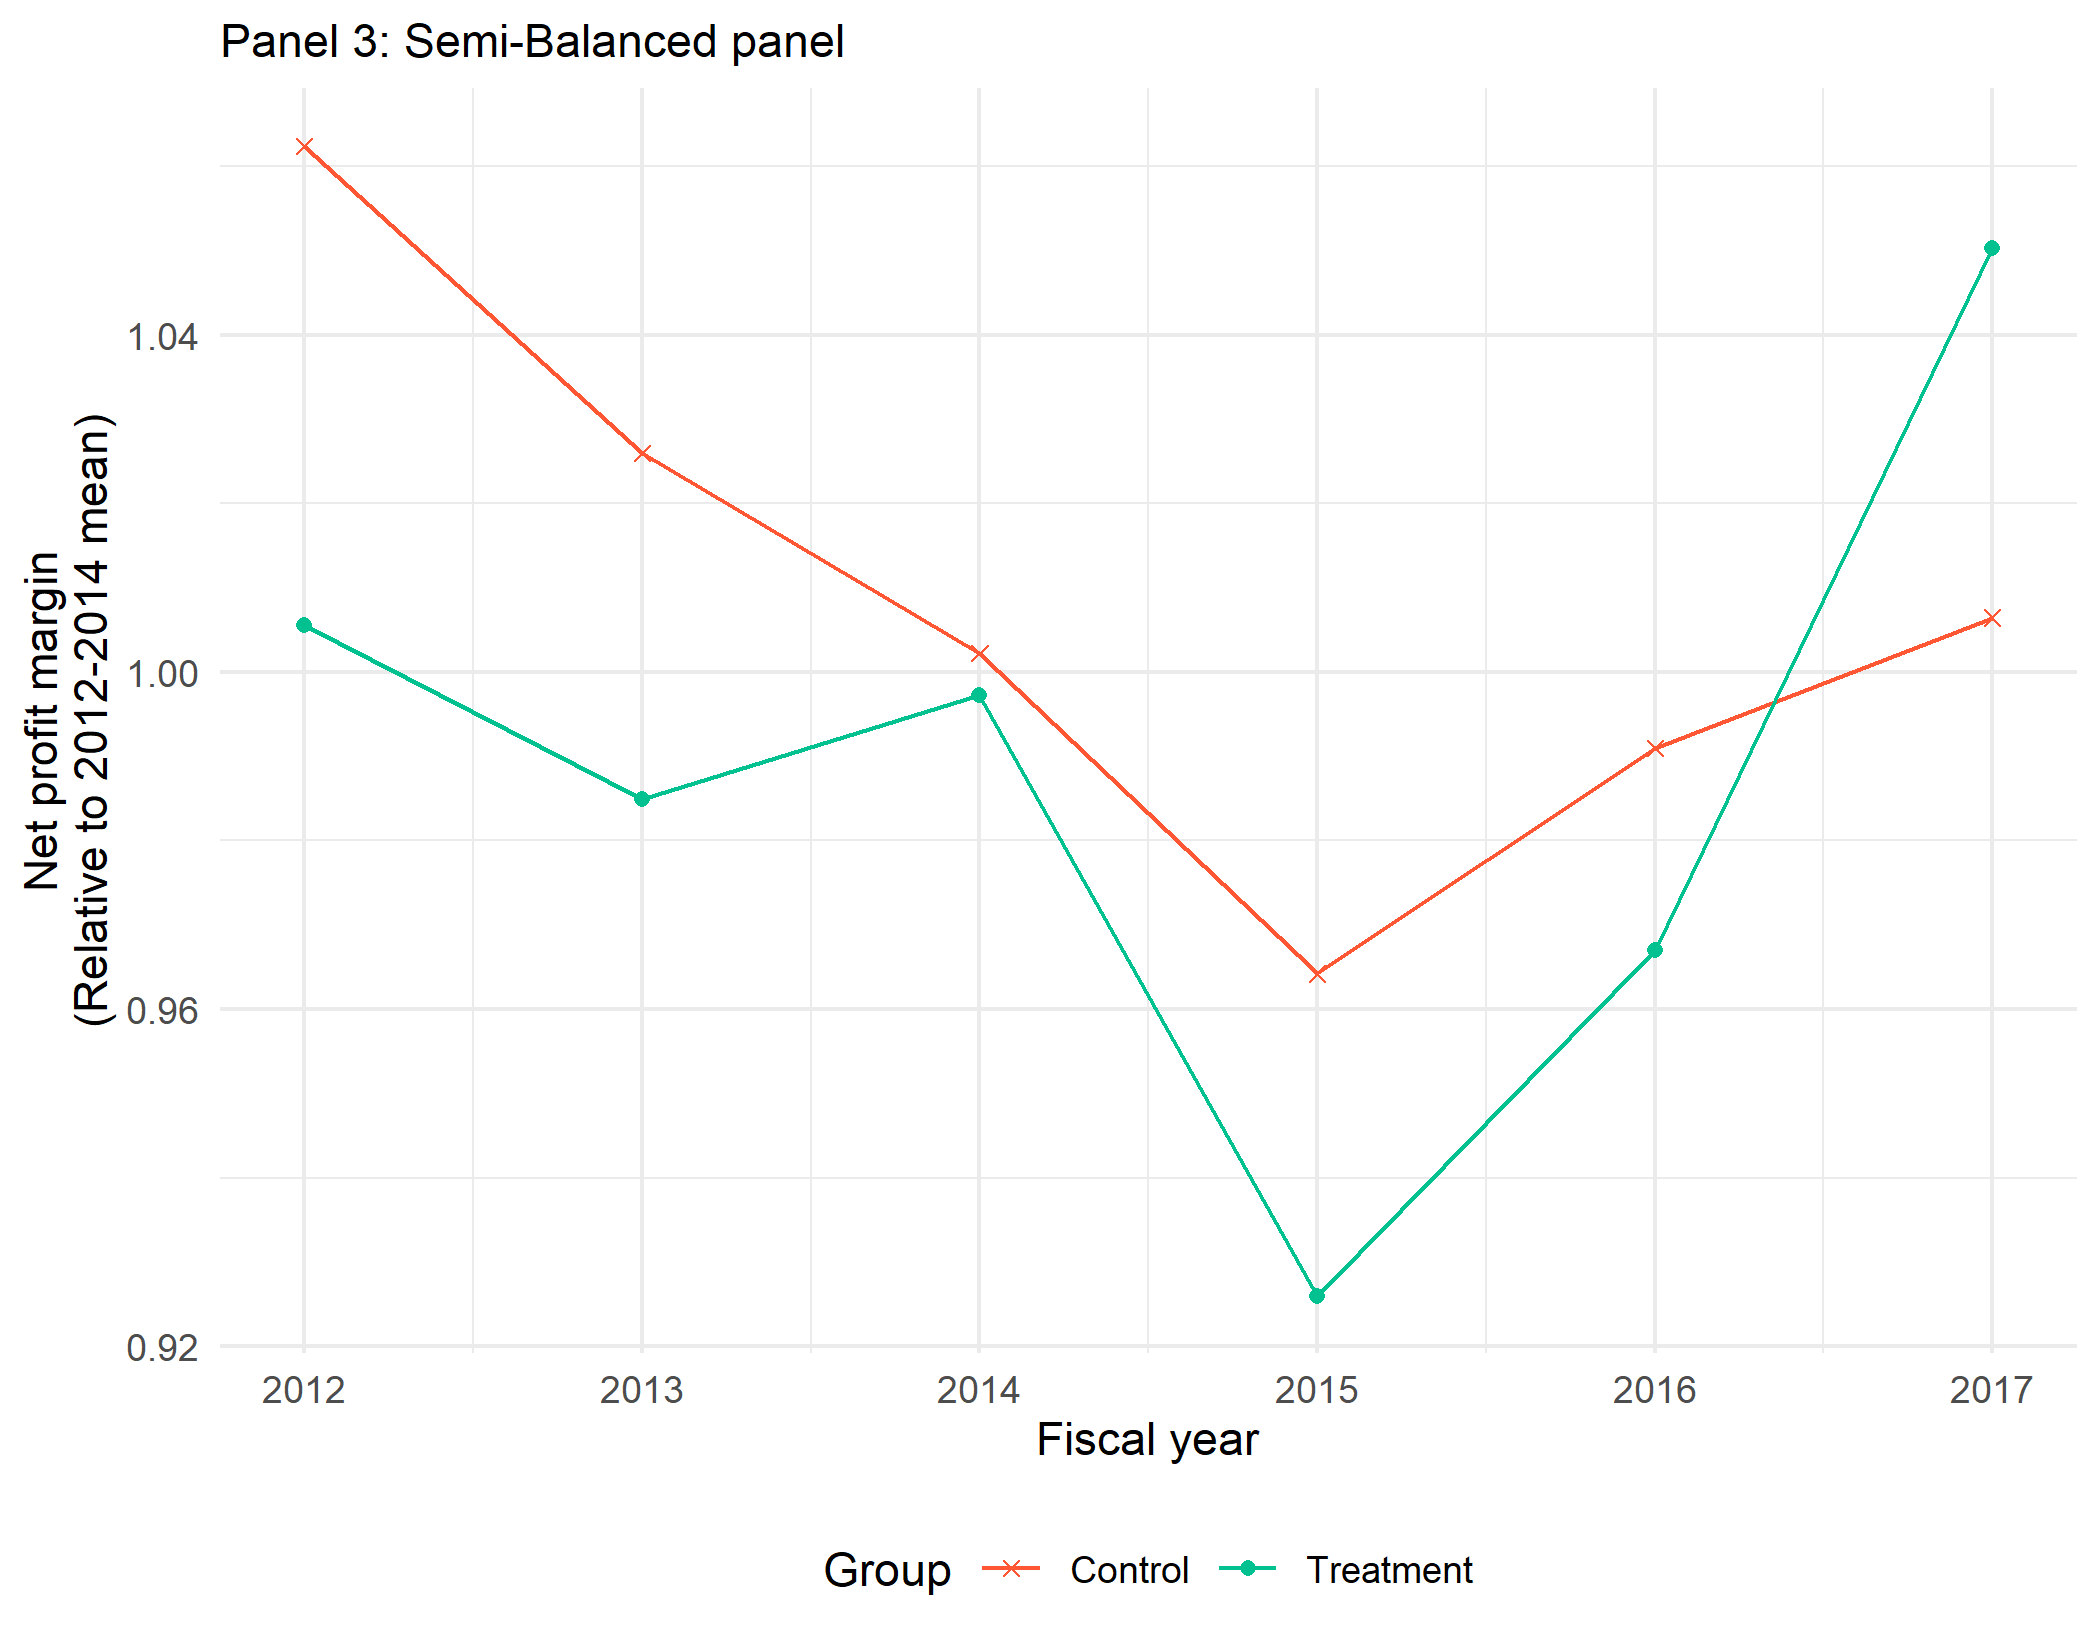 Panel 3: Semi-Balanced panel
Net profit margin
(Relative to 2012-2014 mean)
1.04
1.00
0.96
0.92
2012 2013 2014 2015 2016 2017
Fiscal year
Group Control Treatment